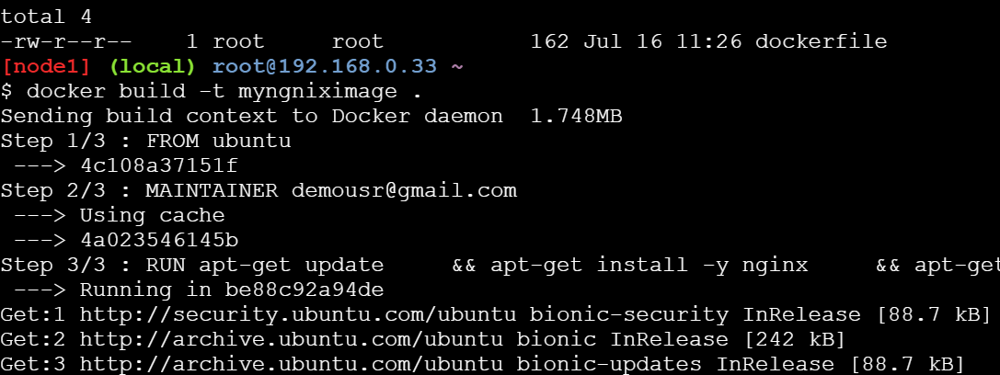 total 4
-rw-r--r--    1 root     root           162 Jul 16 11:26 dockerfile
[node1] (local) root@192.168.0.33 ~
$ docker build -t myngniximage .
Sending build context to Docker daemon  1.748MB
Step 1/3 : FROM ubuntu
 ---> 4c108a37151f
Step 2/3 : MAINTAINER demousr@gmail.com
 ---> Using cache
 ---> 4a023546145b
Step 3/3 : RUN apt-get update     && apt-get install -y nginx     && apt-get
 ---> Running in be88c92a94de
Get:1 http://security.ubuntu.com/ubuntu bionic-security InRelease [88.7 kB]
Get:2 http://archive.ubuntu.com/ubuntu bionic InRelease [242 kB]
Get:3 http://archive.ubuntu.com/ubuntu bionic-updates InRelease [88.7 kB]